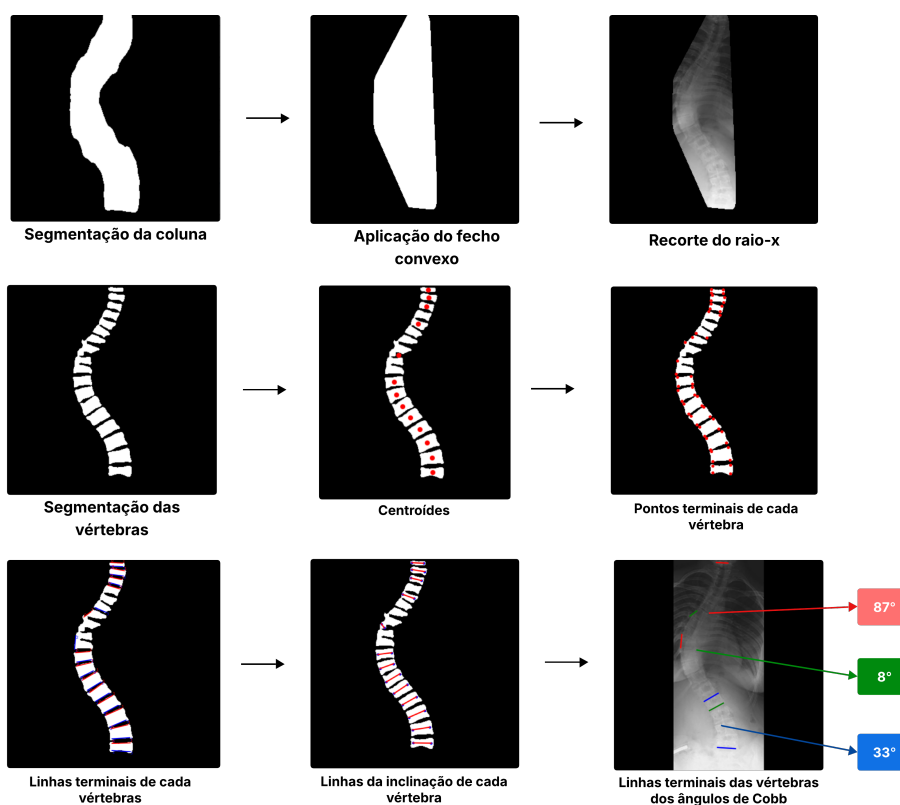 Segmentação da coluna
Aplicação do fecho
convexo
Recorte do raio-x
Segmentação das
vértebras
Centroídes
Pontos terminais de cada
vértebra
87°
8°
33°
Linhas terminais de cada
vértebras
Linhas da inclinação de cada
vértebra
Linhas terminais das vértebras
dos ângulos de Cobb